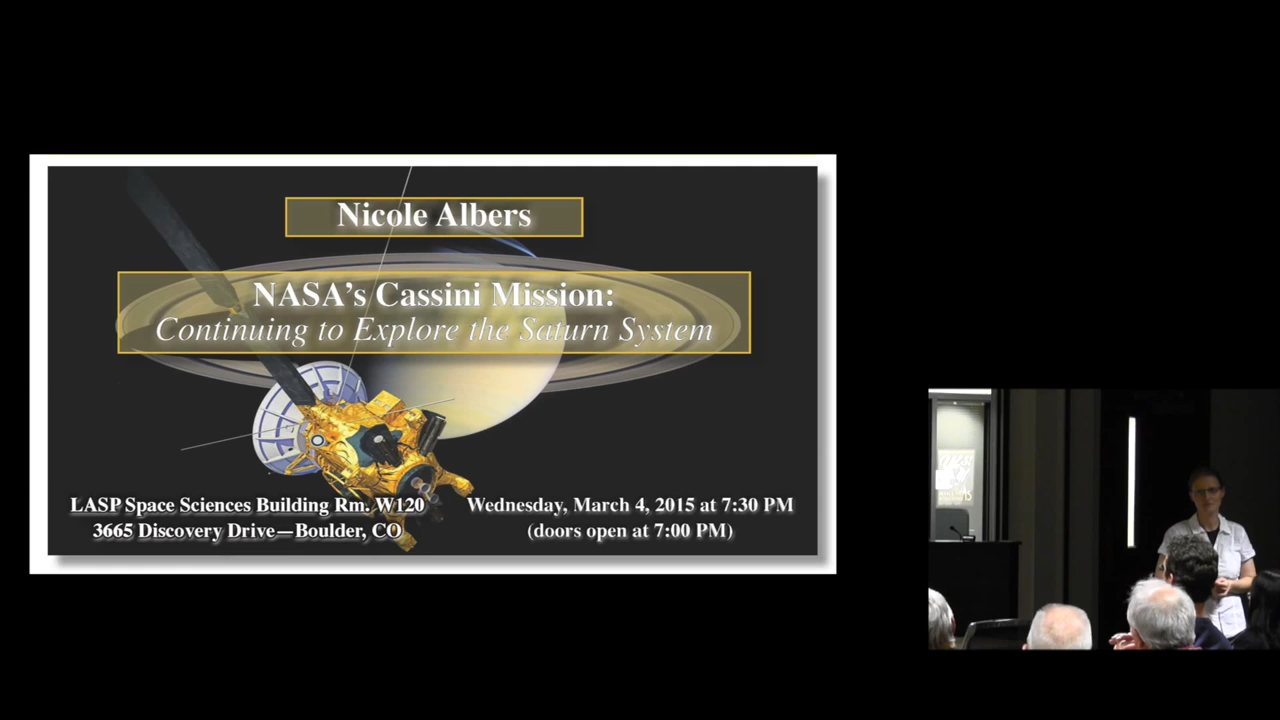 Nicole Albers
NASA's Cassini Mission:
Continuing to Explore the Saturn System
LASP Space Sciences Building Rm. W120
3665 Discovery Drive—Boulder, CO
Wednesday, March 4, 2015 at 7:30 PM
(doors open at 7:00 PM)